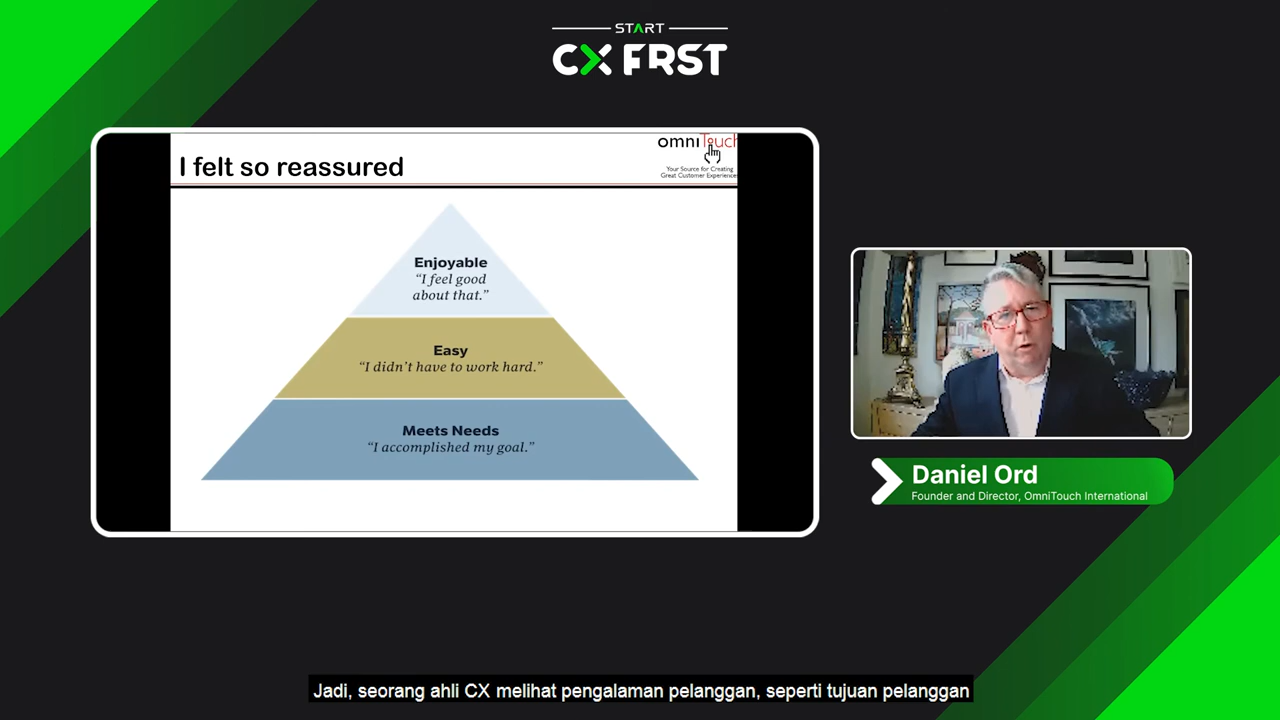 START
CX FRST
I felt so reassured
omniTouch
Your Source for Creating
Great Customer Experiences
Enjoyable
“I feel good
about that.”
Easy
“I didn’t have to work hard.”
Meets Needs
“I accomplished my goal.”
Daniel Ord
Founder and Director, OmniTouch International
Jadi, seorang ahli CX melihat pengalaman pelanggan, seperti tujuan pelanggan